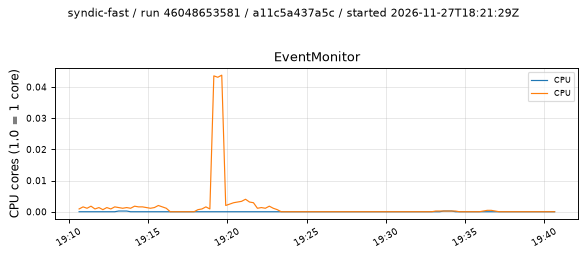 syndic-fast / run 46048653581 / a11c5a437a5c / started 2026-11-27T18:21:29Z
EventMonitor
CPU cores (1.0 = 1 core)
0.04
0.03
0.02
0.01
0.00
CPU
CPU
19:10
19:15
19:20
19:25
19:30
19:35
19:40